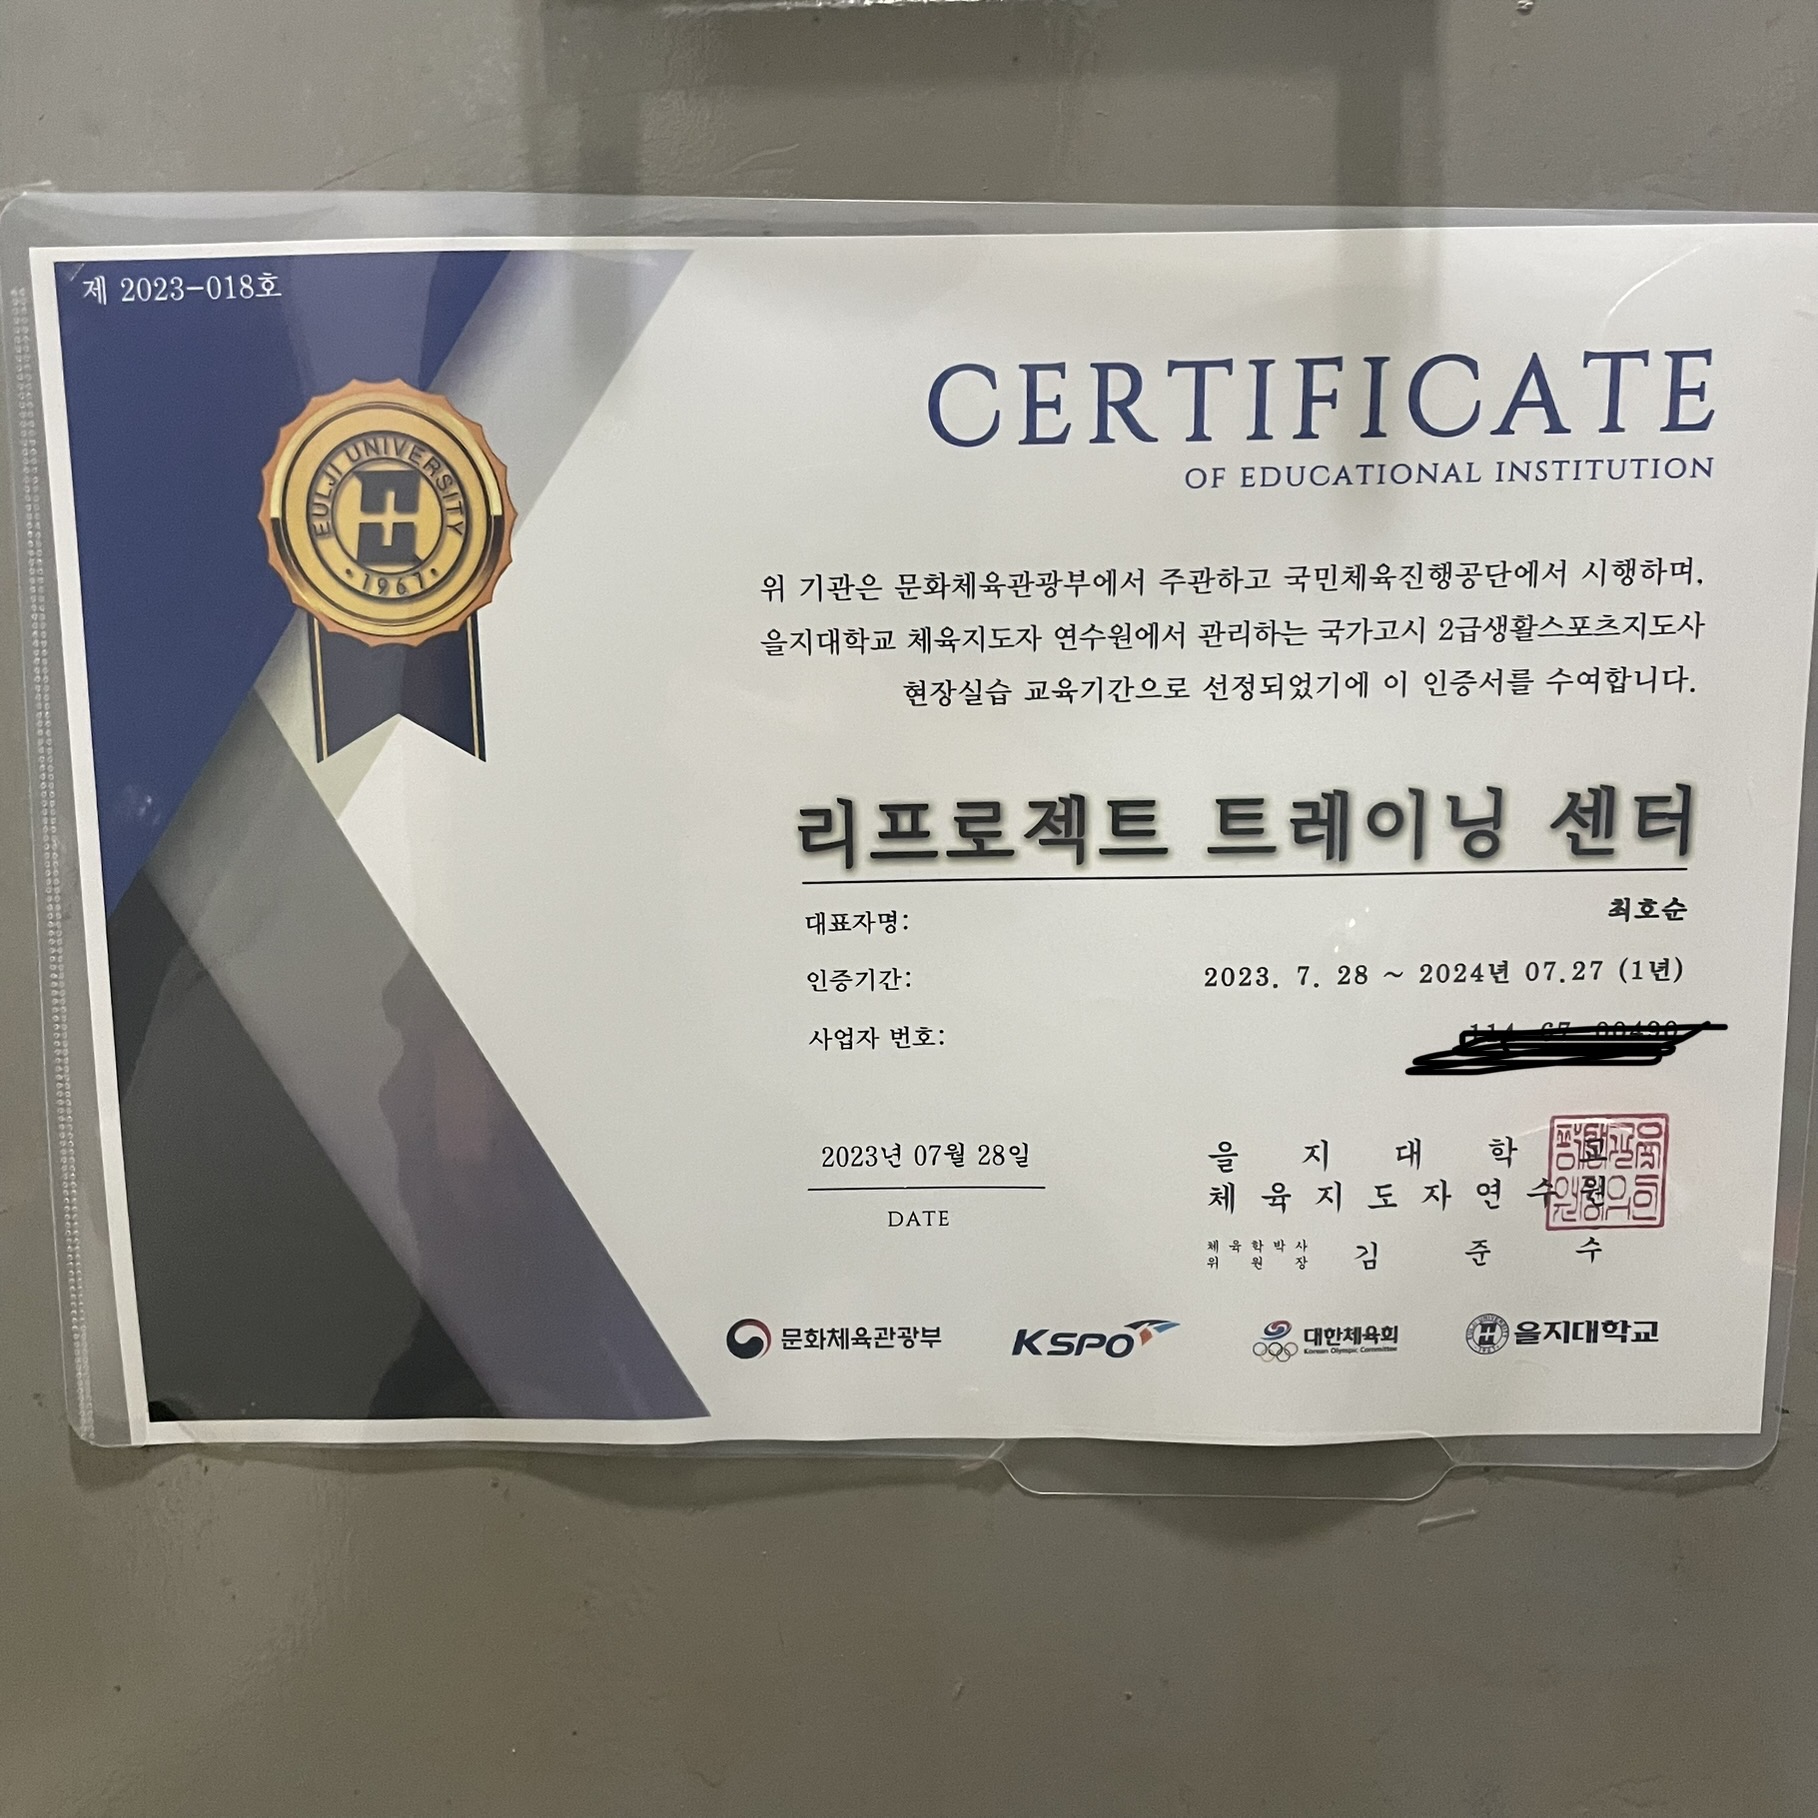 제 2023-018호
EULJI UNIVERSITY
·1967·
CERTIFICATE
OF EDUCATIONAL INSTITUTION
위 기관은 문화체육관광부에서 주관하고 국민체육진행공단에서 시행하며,
을지대학교 체육지도자 연수원에서 관리하는 국가고시 2급생활스포츠지도사
현장실습 교육기간으로 선정되었기에 이 인증서를 수여합니다.
리프로젝트 트레이닝 센터
대표자명: 최호순
인증기간: 2023. 7. 28 ~ 2024년 07.27 (1년)
사업자 번호:
2023년 07월 28일
DATE
을지대학교
체육지도자연수원
체육학박사
위원장 김준수
문화체육관광부
KSPO
대한체육회
Korean Olympic Committee
을지대학교